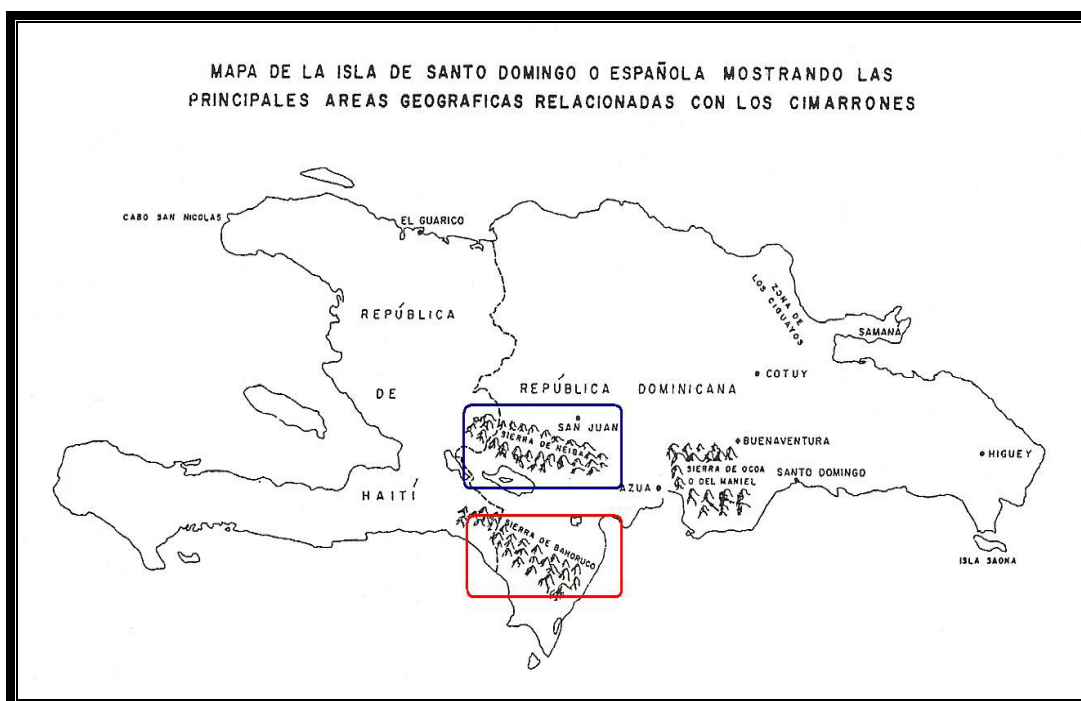 MAPA DE LA ISLA DE SANTO DOMINGO O ESPAÑOLA MOSTRANDO LAS
PRINCIPALES AREAS GEOGRAFICAS RELACIONADAS CON LOS CIMARRONES
CABO SAN NICOLAS
EL GUARICO
REPÚBLICA
DE
HAITÍ
ZONA DE
LOS CIGUAYOS
SAMANÁ
COTUY
REPÚBLICA DOMINICANA
SAN JUAN
SIERRA DE NEIBA
BUENAVENTURA
HIGUEY
SIERRA DE OCOA
O DEL MANIEL
SANTO DOMINGO
AZUA
SIERRA DE BAHORUCO
ISLA SAONA